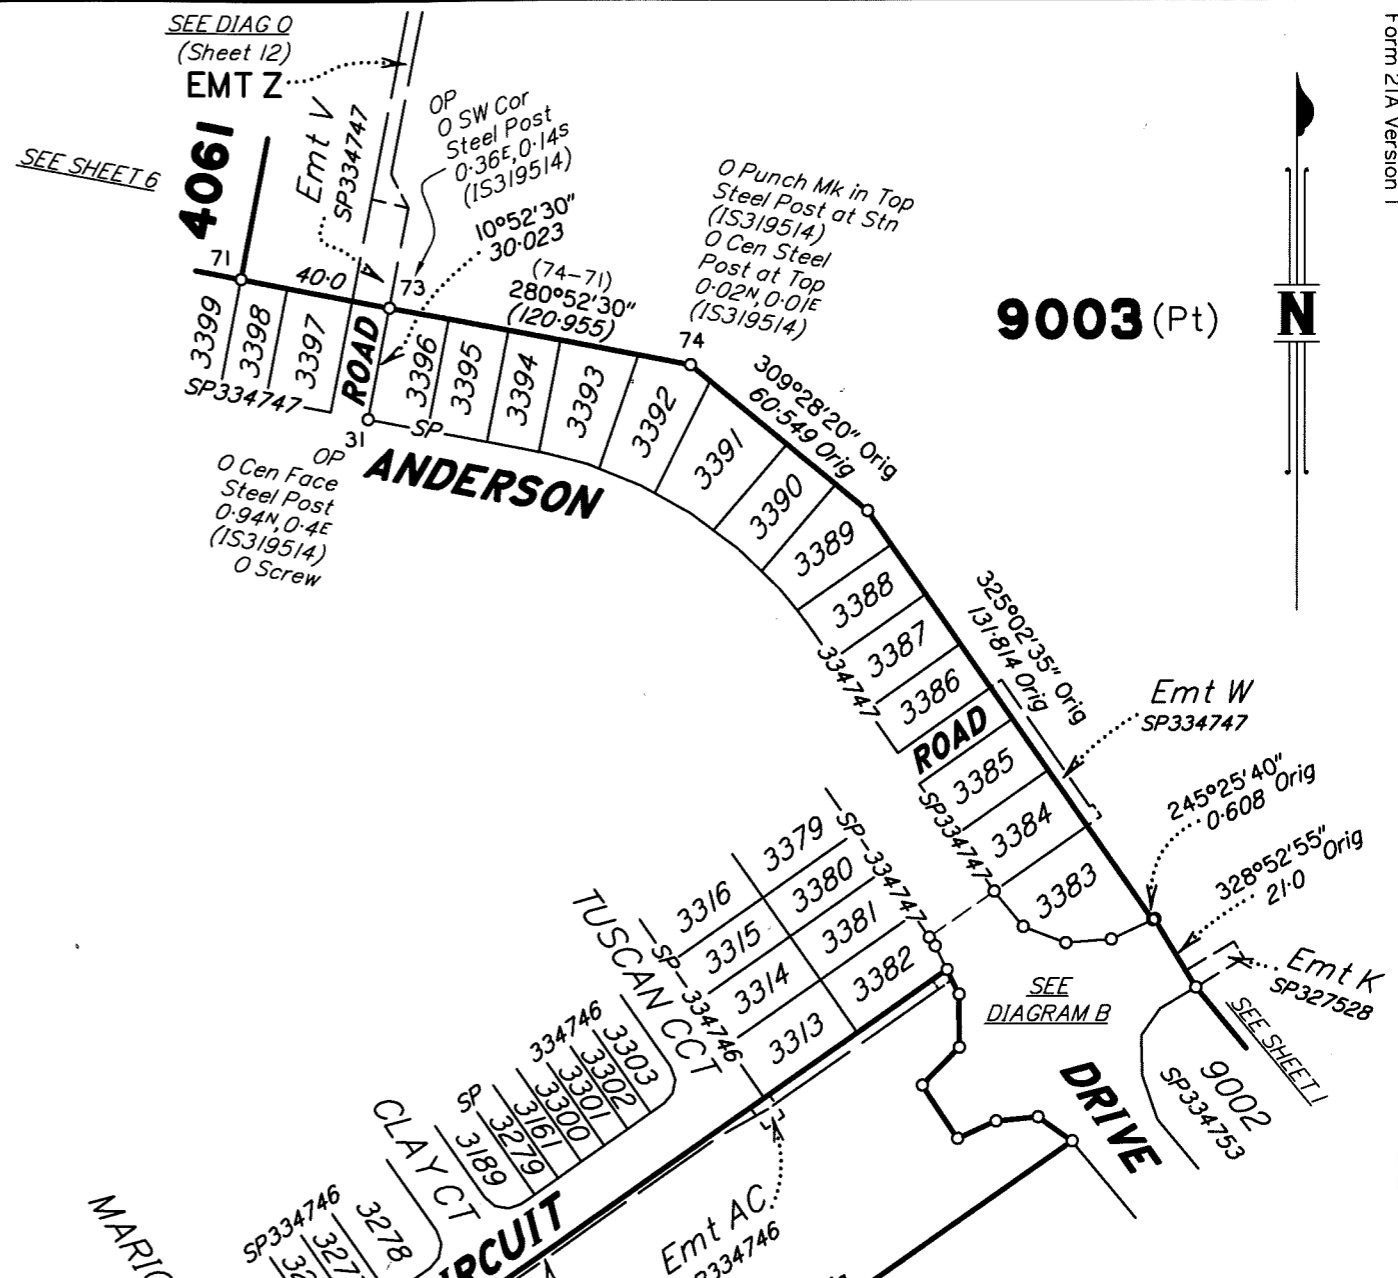 Form 21A Version 1
SEE DIAG O
(Sheet 12)
EMT Z
SEE SHEET 6
4061
Emt V
SP334747
OP
O SW Cor
Steel Post
0·36E, 0·14S
(IS319514)
10°52'30"
30·023
O Punch Mk in Top
Steel Post at Stn
(IS319514)
O Cen Steel
Post at Top
0·02N, 0·01E
(IS319514)
9003 (Pt)
N
71
40·0
73
(74-71)
280°52'30"
(120·955)
74
309°28'20" Orig
60·549 Orig
3399
3398
3397
SP334747
ROAD
3396
3395
3394
3393
3392
3391
3390
3389
3388
3387
3386
SP
334747
31
OP
O Cen Face
Steel Post
0·94N, 0·4E
(IS319514)
O Screw
ANDERSON
325°02'35" Orig
131·814 Orig
Emt W
SP334747
ROAD
3385
3384
3383
SP334747
245°25'40"
0·608 Orig
328°52'55" Orig
21·0
Emt K
SP327528
SEE SHEET 1
9002
SP334753
SEE
DIAGRAM B
DRIVE
3379
3380
3381
3382
SP
334747
3316
3315
3314
3313
SP
334746
TUSCAN CCT
334746
3303
3302
3301
3300
3161
3279
3189
SP
CLAY CT
SP334746
3278
RCUIT
Emt AC
334746